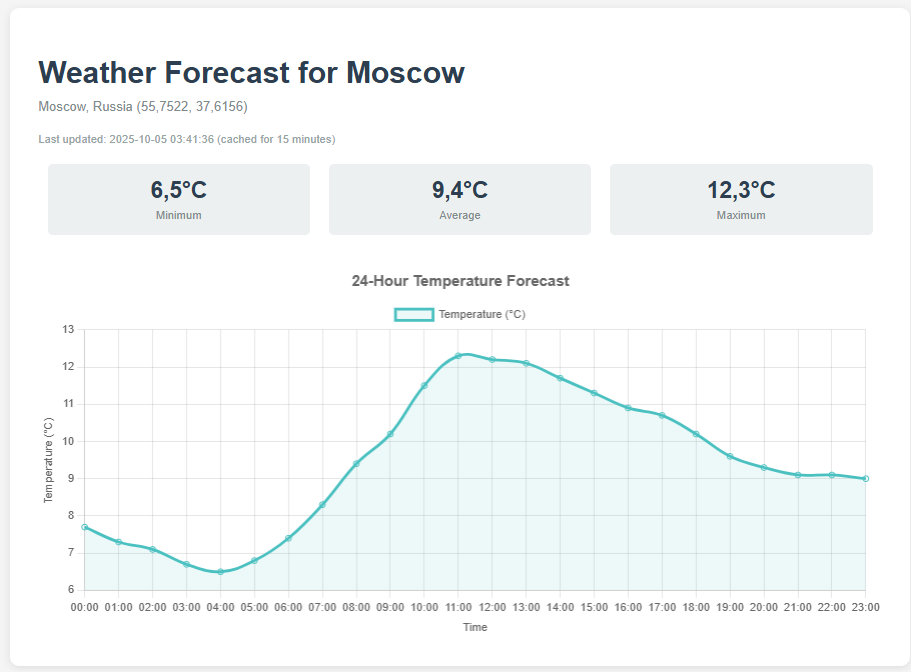 Weather Forecast for Moscow
Moscow, Russia (55,7522, 37,6156)
Last updated: 2025-10-05 03:41:36 (cached for 15 minutes)
6,5°C
Minimum
9,4°C
Average
12,3°C
Maximum
24-Hour Temperature Forecast
Temperature (°C)
Temperature (°C)
13
12
11
10
9
8
7
6
00:00 01:00 02:00 03:00 04:00 05:00 06:00 07:00 08:00 09:00 10:00 11:00 12:00 13:00 14:00 15:00 16:00 17:00 18:00 19:00 20:00 21:00 22:00 23:00
Time